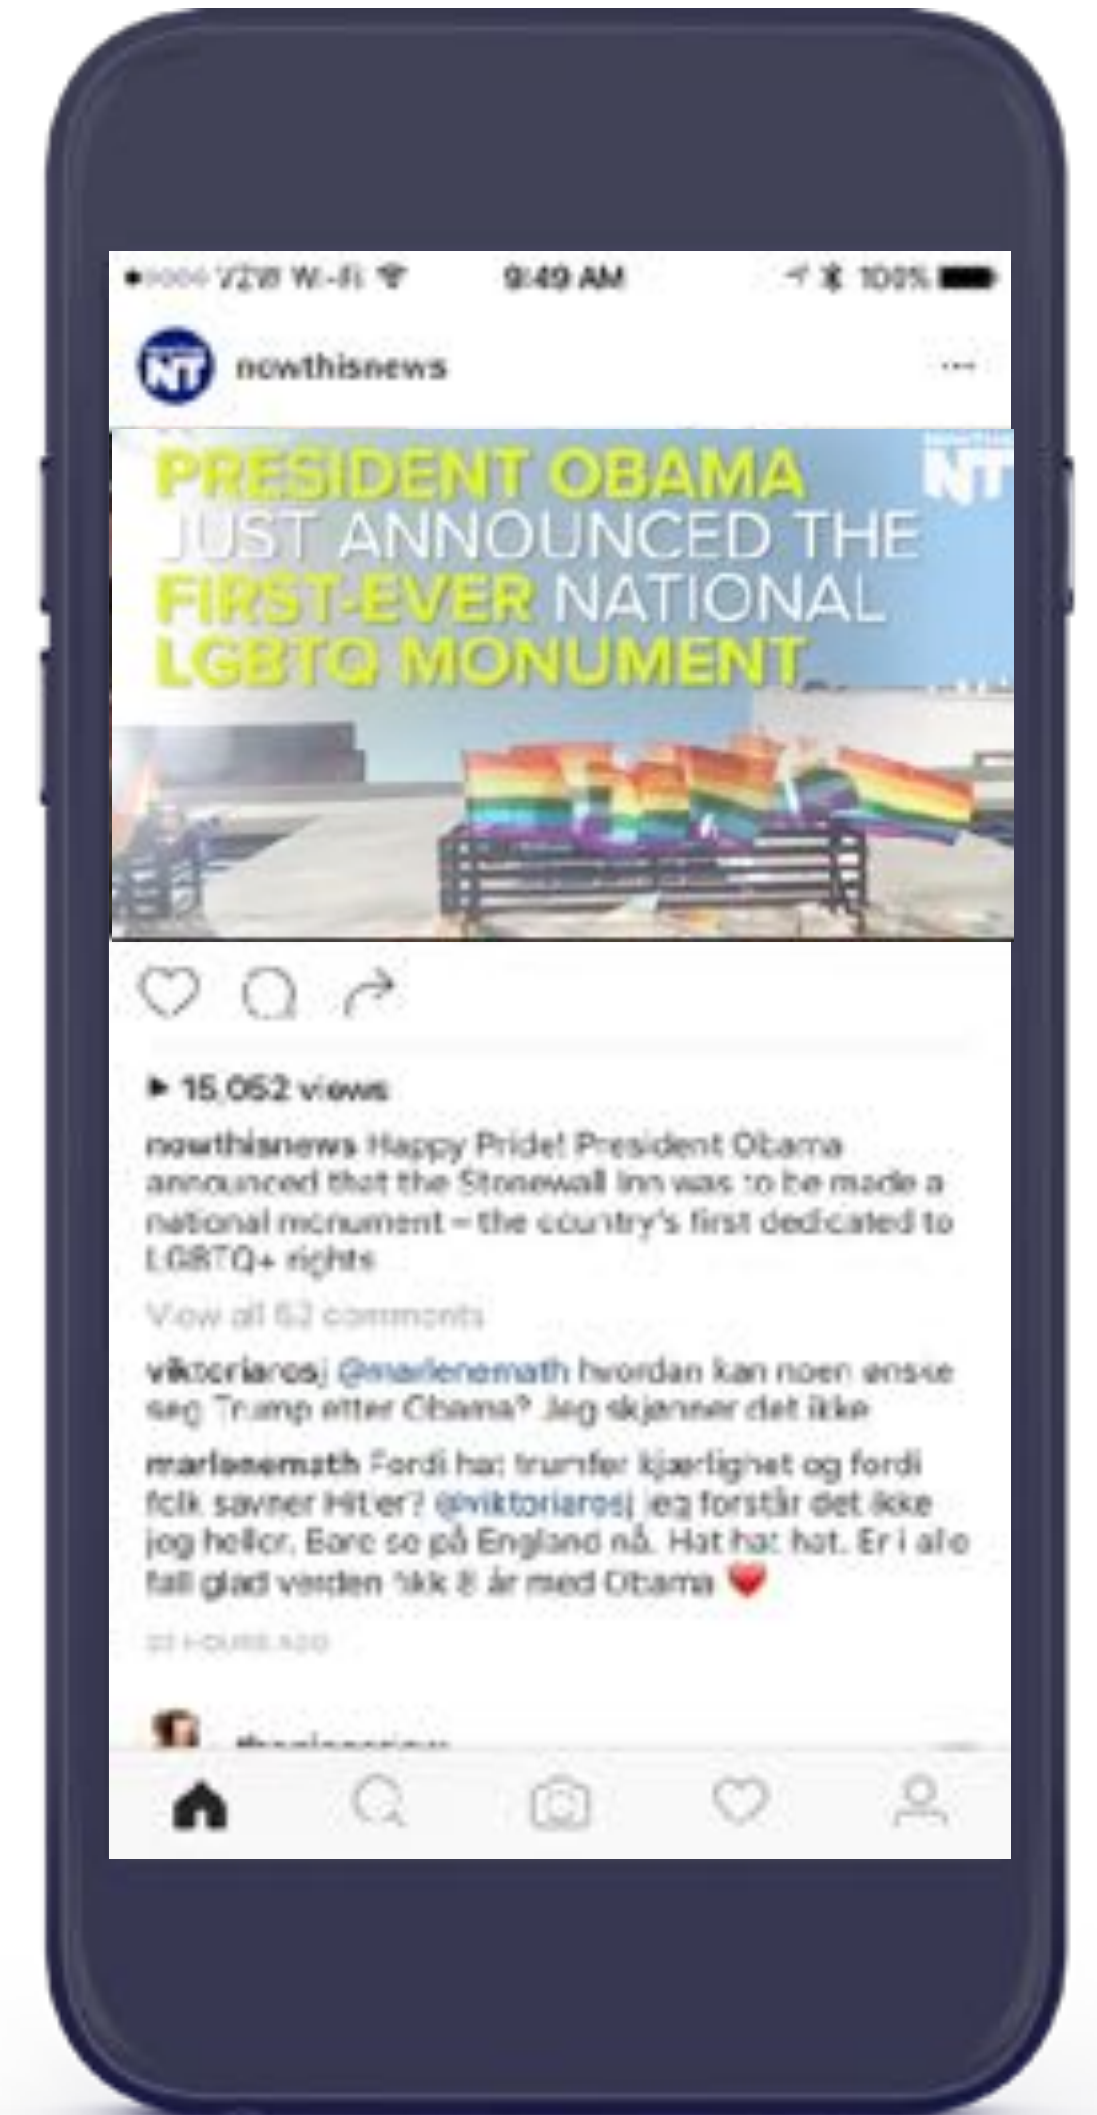 VZW Wi-Fi 9:49 AM 100%
NT nowthisnews ...
NT
PRESIDENT OBAMA
JUST ANNOUNCED THE
FIRST-EVER NATIONAL
LGBTQ MONUMENT
15,052 views
nowthisnews Happy Pride! President Obama
announced that the Stonewall Inn was to be made a
national monument – the country's first dedicated to
LGBTQ+ rights
View all 62 comments
viktoriarosj @marlenemath hvordan kan noen ønske
seg Trump etter Obama? Jeg skjønner det ikke
marlenemath Fordi hat trumfer kjærlighet og fordi
folk savner Hitler? @viktoriarosj jeg forstår det ikke
jeg heller. Bare se på England nå. Hat hat hat. Er i alle
fall glad verden fikk 8 år med Obama ❤️
HOURS AGO